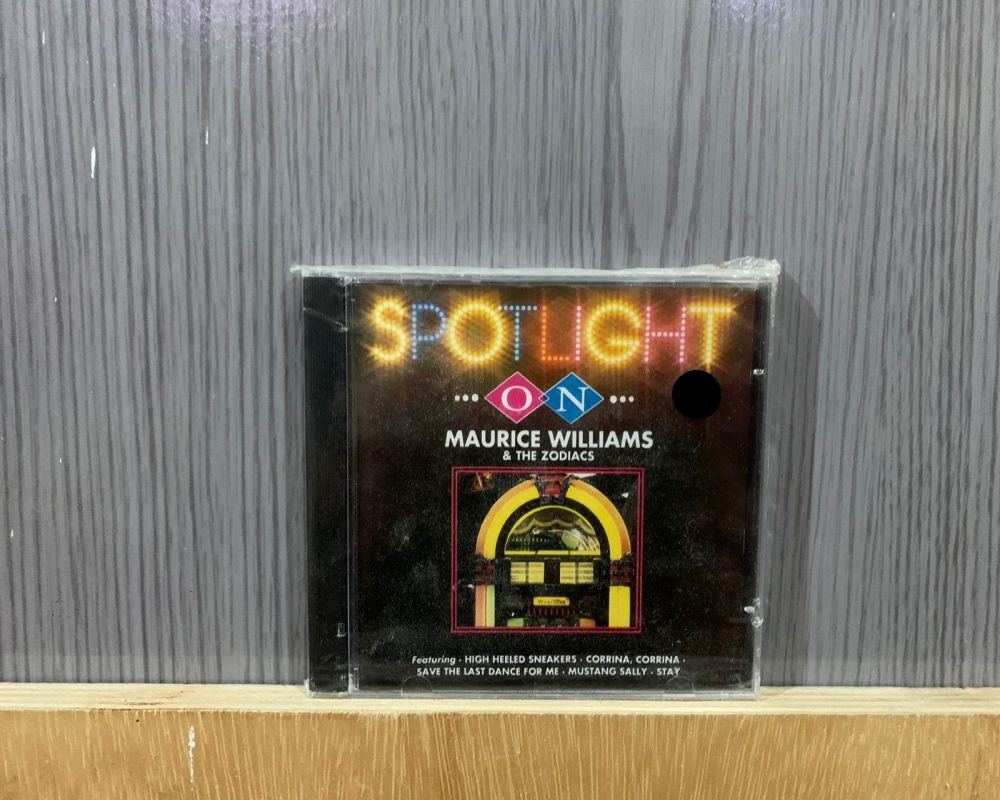 SPOTLIGHT
•••ON•••
MAURICE WILLIAMS
& THE ZODIACS
Featuring · HIGH HEELED SNEAKERS · CORRINA, CORRINA ·
SAVE THE LAST DANCE FOR ME · MUSTANG SALLY · STAY